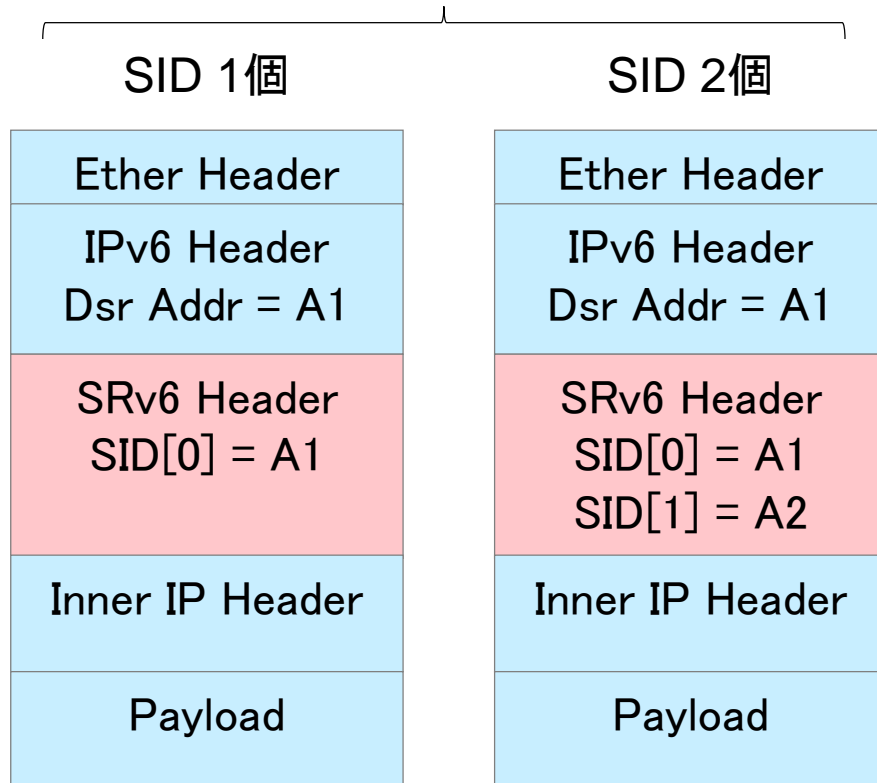 SID 1個
Ether Header
IPv6 Header
Dsr Addr = A1
SRv6 Header
SID[0] = A1
Inner IP Header
Payload
SID 2個
Ether Header
IPv6 Header
Dsr Addr = A1
SRv6 Header
SID[0] = A1
SID[1] = A2
Inner IP Header
Payload